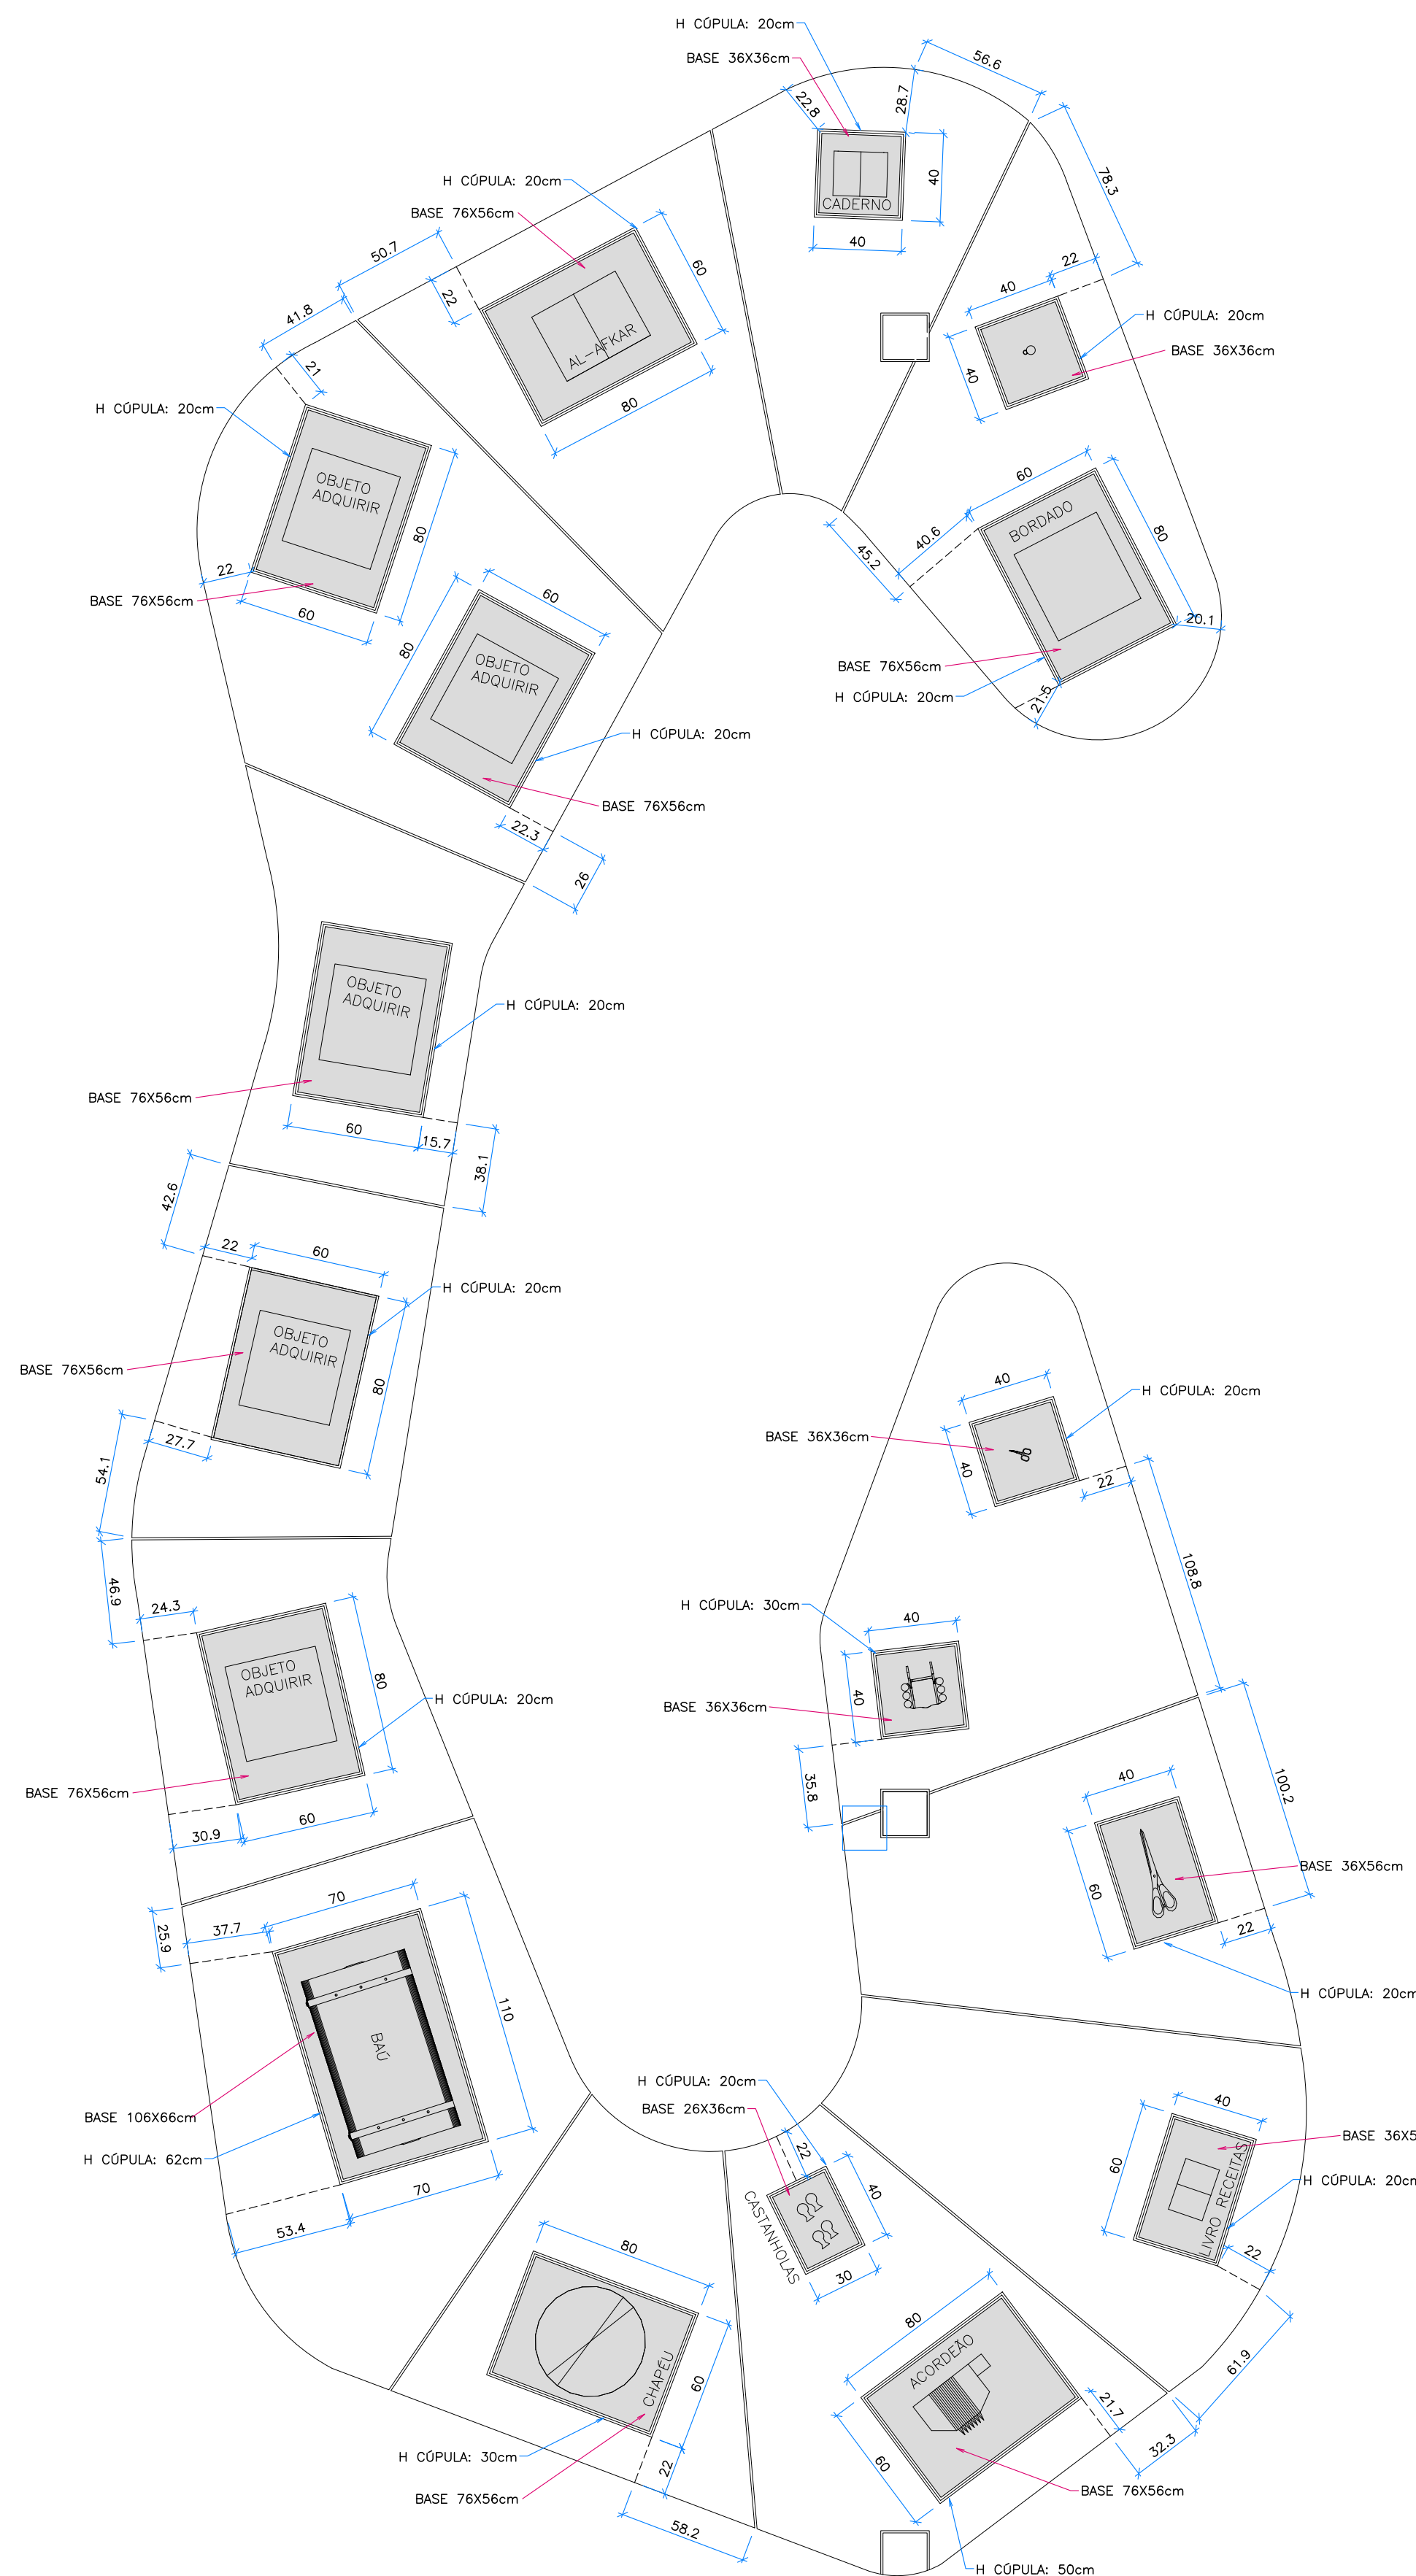 H CÚPULA: 20cm
BASE 36X36cm
56.6
22.8
28.7
40
CADERNO
40
78.3
H CÚPULA: 20cm
BASE 76X56cm
50.7
22
60
AL-AFKAR
80
41.8
21
22
40
H CÚPULA: 20cm
BASE 36X36cm
40
H CÚPULA: 20cm
OBJETO
ADQUIRIR
80
22
BASE 76X56cm
60
60
BORDADO
80
40.6
45.2
20.1
BASE 76X56cm
H CÚPULA: 20cm
21.5
60
80
OBJETO
ADQUIRIR
H CÚPULA: 20cm
BASE 76X56cm
22.3
26
OBJETO
ADQUIRIR
H CÚPULA: 20cm
BASE 76X56cm
60
15.7
38.1
42.6
22
60
H CÚPULA: 20cm
OBJETO
ADQUIRIR
BASE 76X56cm
80
27.7
54.1
40
H CÚPULA: 20cm
BASE 36X36cm
40
22
108.8
46.9
24.3
OBJETO
ADQUIRIR
80
H CÚPULA: 20cm
BASE 76X56cm
30.9
60
H CÚPULA: 30cm
40
40
BASE 36X36cm
35.8
100.2
40
BASE 36X56cm
60
22
H CÚPULA: 20cm
25.9
37.7
70
110
BAÚ
BASE 106X66cm
H CÚPULA: 62cm
70
53.4
H CÚPULA: 20cm
BASE 26X36cm
22
40
CASTANHOLAS
30
40
BASE 36X5
60
LIVRO RECEITAS
H CÚPULA: 20cm
22
61.9
80
CHAPÉU
60
H CÚPULA: 30cm
22
BASE 76X56cm
58.2
80
ACORDEÃO
60
21.7
32.3
BASE 76X56cm
H CÚPULA: 50cm